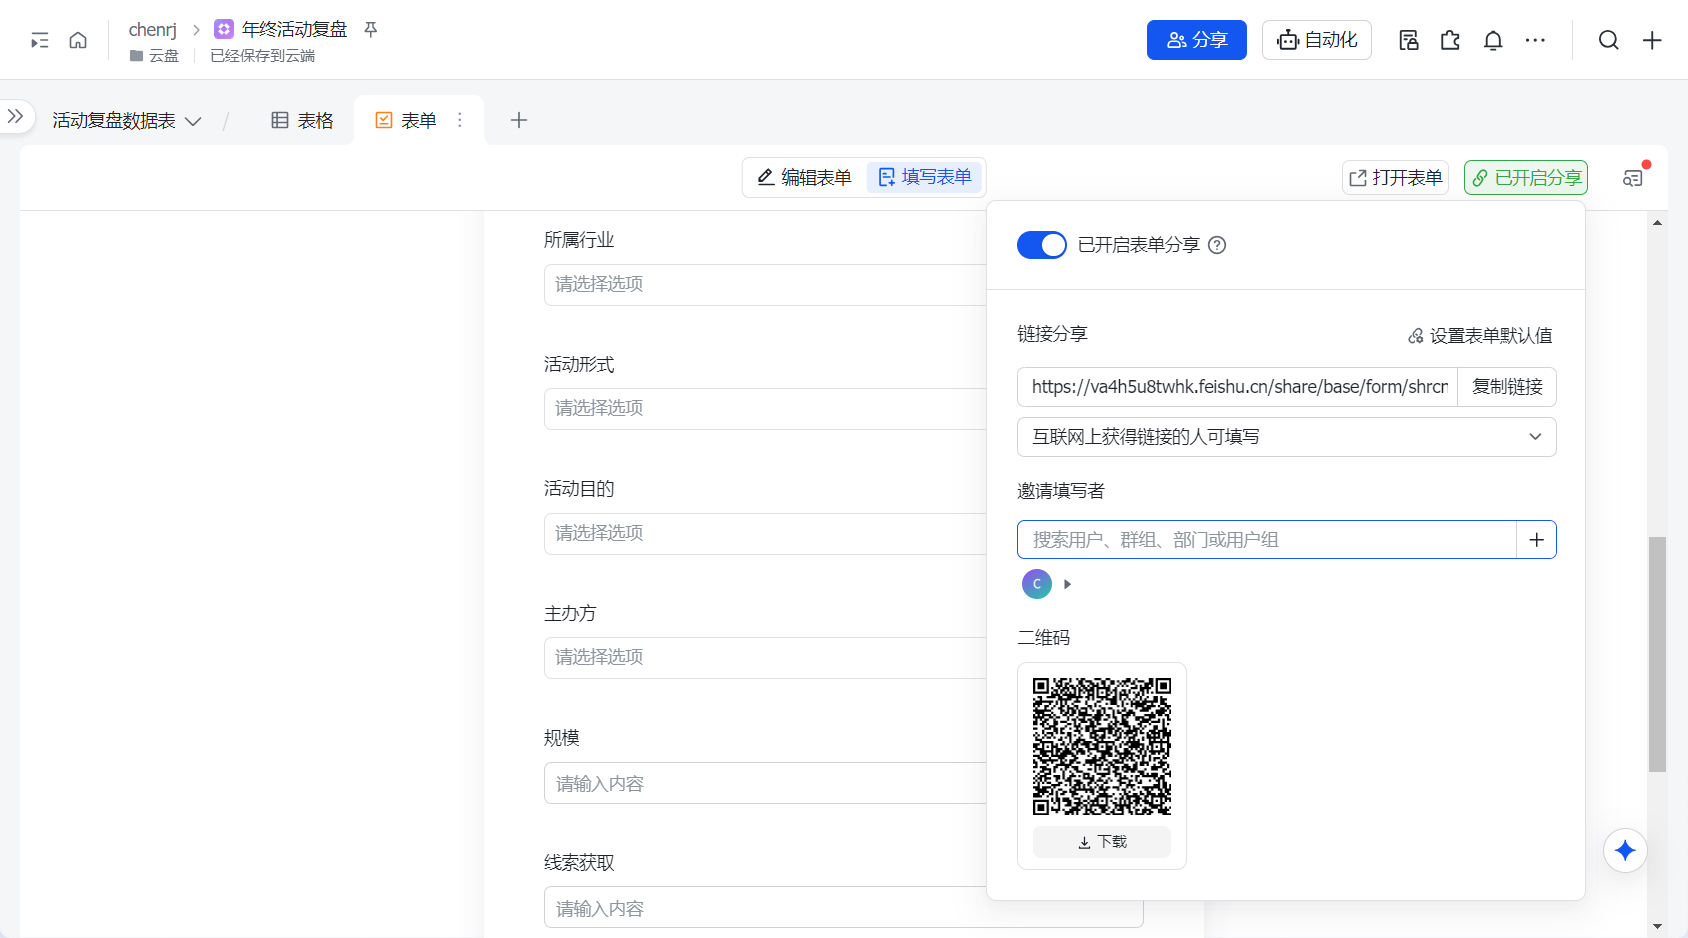 chenrj
年终活动复盘
云盘
已经保存到云端
分享
自动化
活动复盘数据表
表格
表单
编辑表单
填写表单
打开表单
已开启分享
所属行业
请选择选项
活动形式
请选择选项
活动目的
请选择选项
主办方
请选择选项
规模
请输入内容
线索获取
请输入内容
已开启表单分享
链接分享
设置表单默认值
https://va4h5u8twhk.feishu.cn/share/base/form/shrcn
复制链接
互联网上获得链接的人可填写
邀请填写者
搜索用户、群组、部门或用户组
C
二维码
下载